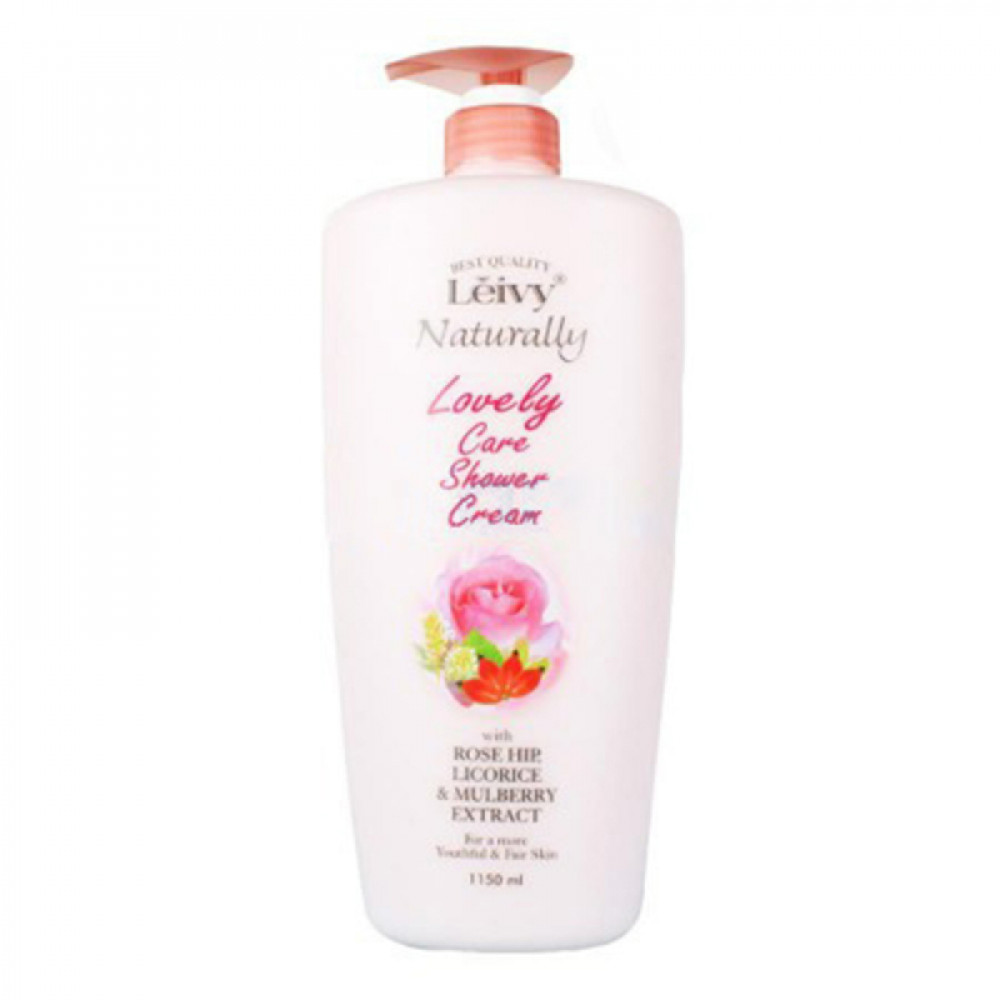 BEST QUALITY
Lěivy®
Naturally
Lovely
Care
Shower
Cream
with
ROSE HIP,
LICORICE
& MULBERRY
EXTRACT
For a more
Youthful & Fair Skin
1150 ml